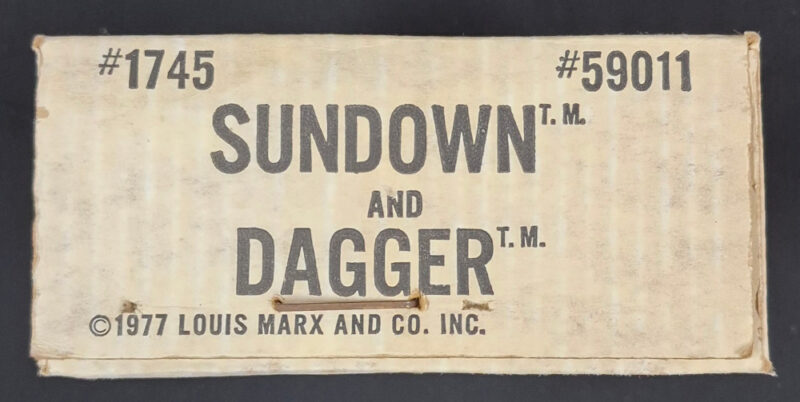 #1745 #59011
SUNDOWN T.M.
AND
DAGGER T.M.
©1977 LOUIS MARX AND CO. INC.